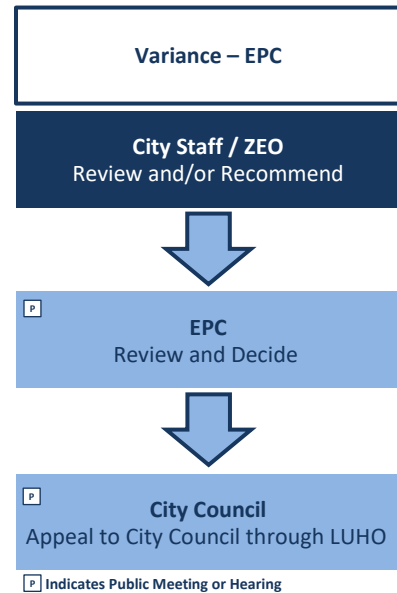 Variance – EPC
City Staff / ZEO
Review and/or Recommend
P
EPC
Review and Decide
P
City Council
Appeal to City Council through LUHO
P Indicates Public Meeting or Hearing